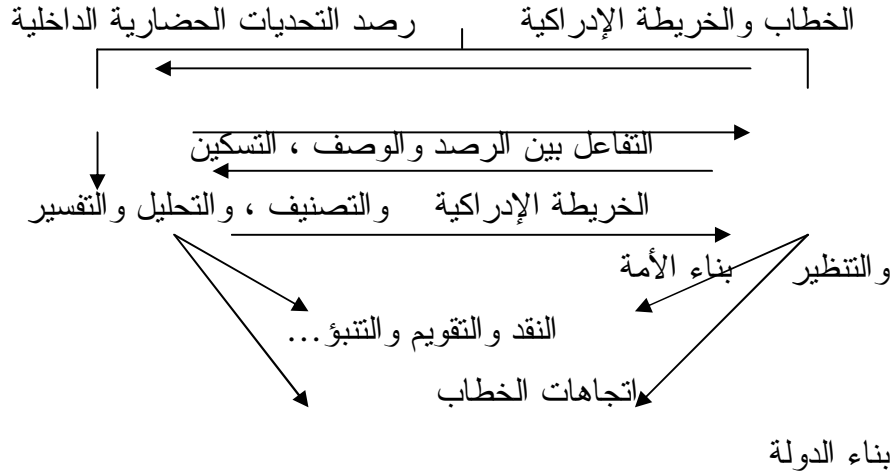 الخطاب والخريطة الإدراكية رصد التحديات الحضارية الداخلية
التفاعل بين الرصد والوصف ، التسكين
الخريطة الإدراكية والتصنيف ، والتحليل والتفسير
والتنظير بناء الأمة
النقد والتقويم والتنبؤ...
اتجاهات الخطاب
بناء الدولة